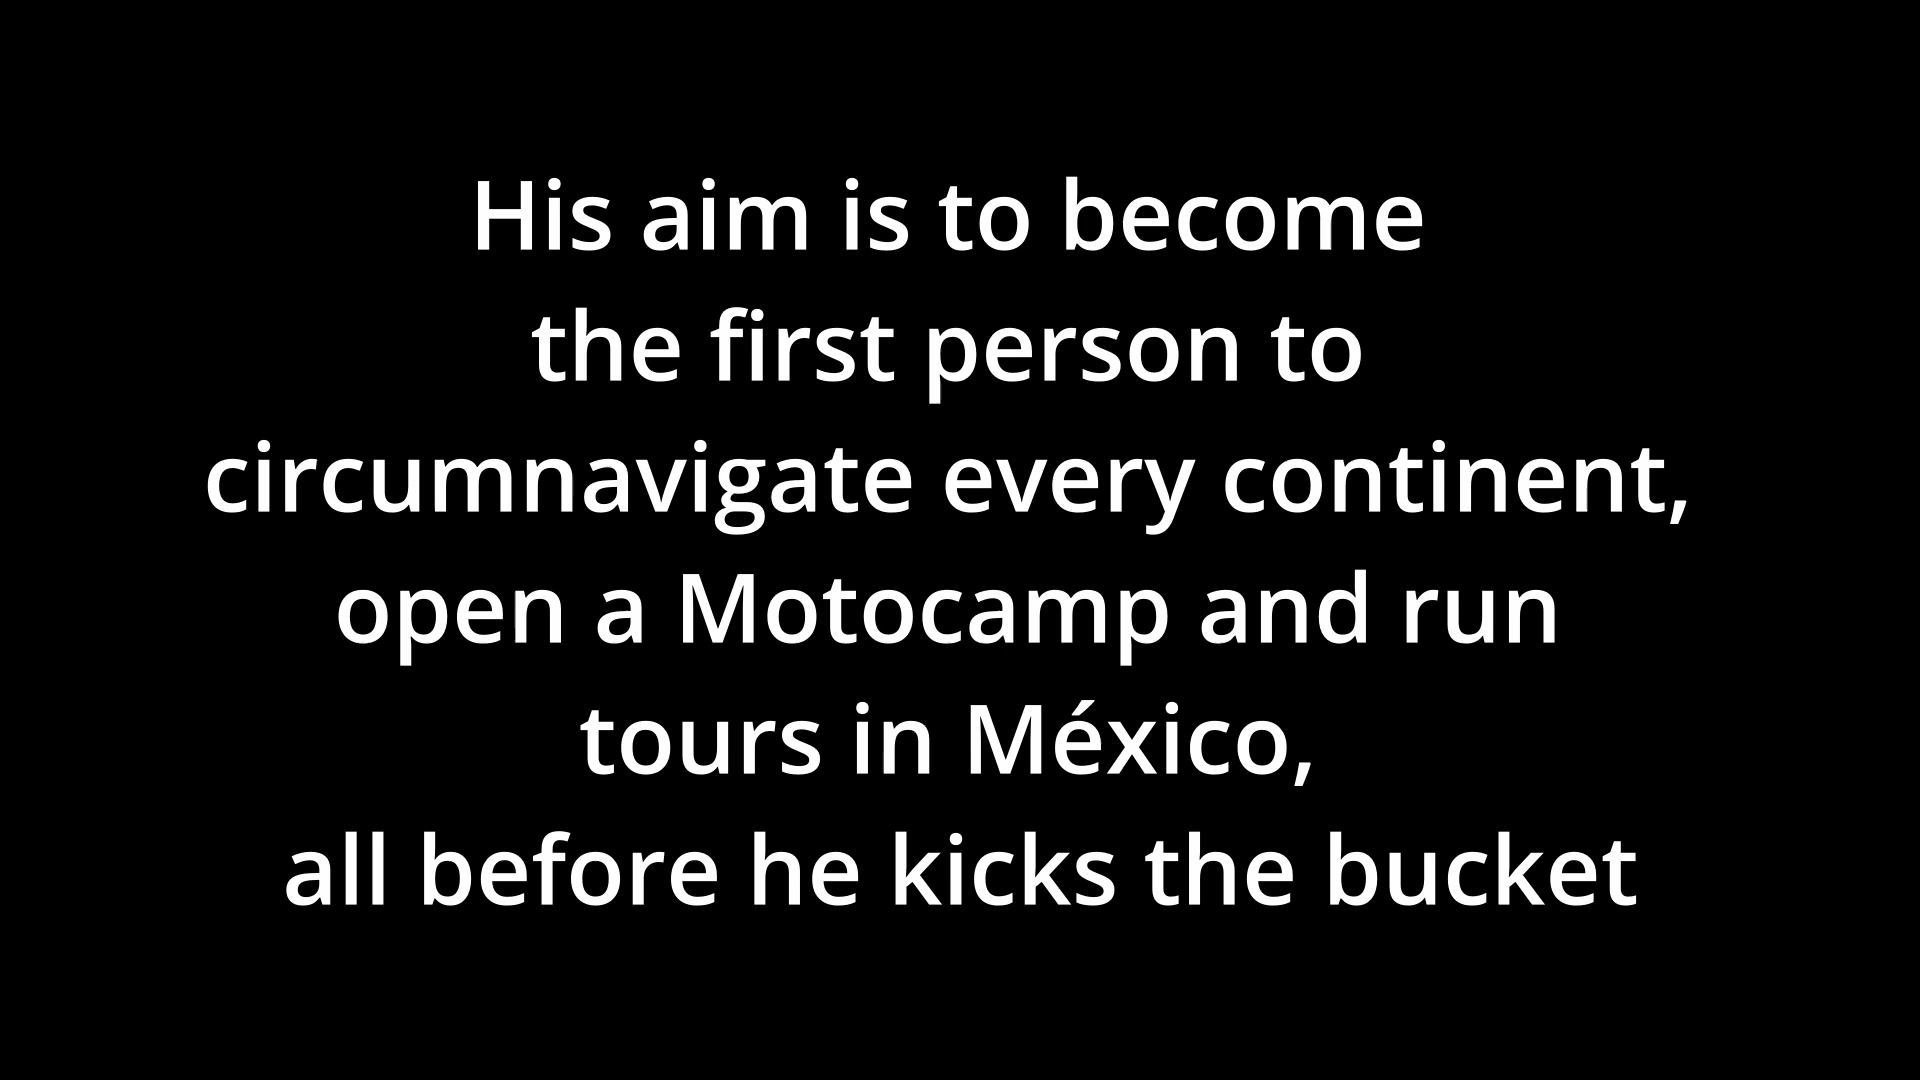 His aim is to become
the first person to
circumnavigate every continent,
open a Motocamp and run
tours in México,
all before he kicks the bucket